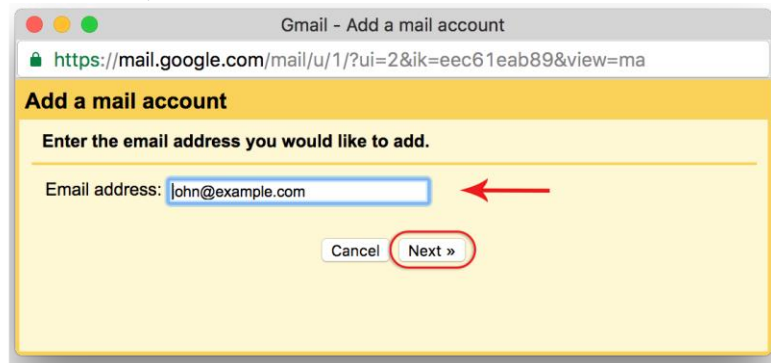 Gmail - Add a mail account
https://mail.google.com/mail/u/1/?ui=2&ik=eec61eab89&view=ma
Add a mail account
Enter the email address you would like to add.
Email address: john@example.com
Cancel Next »